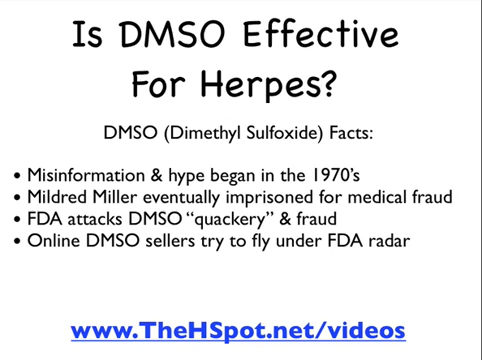 Is DMSO Effective
For Herpes?
DMSO (Dimethyl Sulfoxide) Facts:
• Misinformation & hype began in the 1970's
• Mildred Miller eventually imprisoned for medical fraud
• FDA attacks DMSO "quackery" & fraud
• Online DMSO sellers try to fly under FDA radar
www.TheHSpot.net/videos